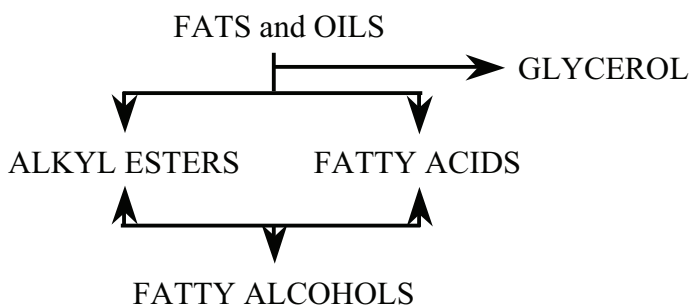 FATS and OILS
GLYCEROL
ALKYL ESTERS
FATTY ACIDS
FATTY ALCOHOLS